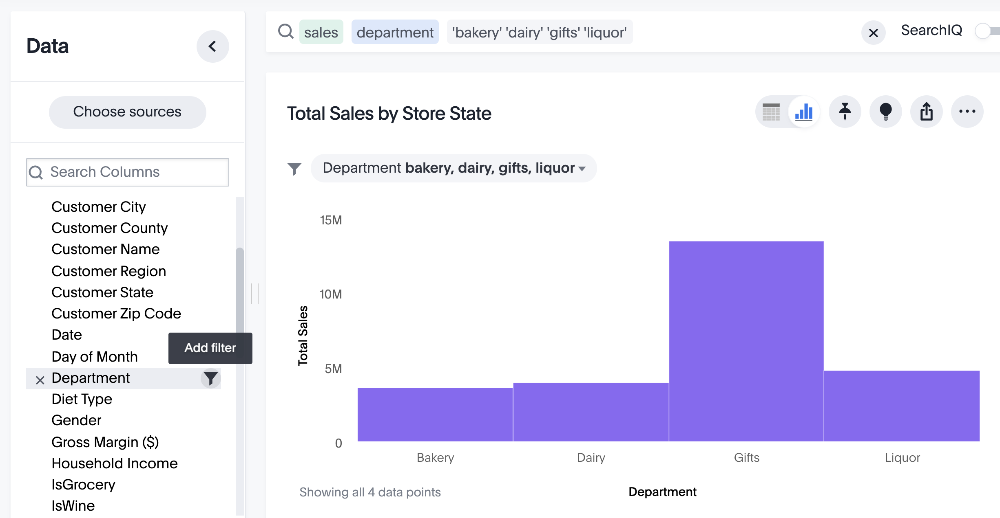 Data
Choose sources
Search Columns
Customer City
Customer County
Customer Name
Customer Region
Customer State
Customer Zip Code
Date
Add filter
Day of Month
Department
Diet Type
Gender
Gross Margin ($)
Household Income
IsGrocery
IsWine
sales department 'bakery' 'dairy' 'gifts' 'liquor'
SearchIQ
Total Sales by Store State
Department bakery, dairy, gifts, liquor
15M
10M
5M
0
Total Sales
Bakery Dairy Gifts Liquor
Showing all 4 data points
Department